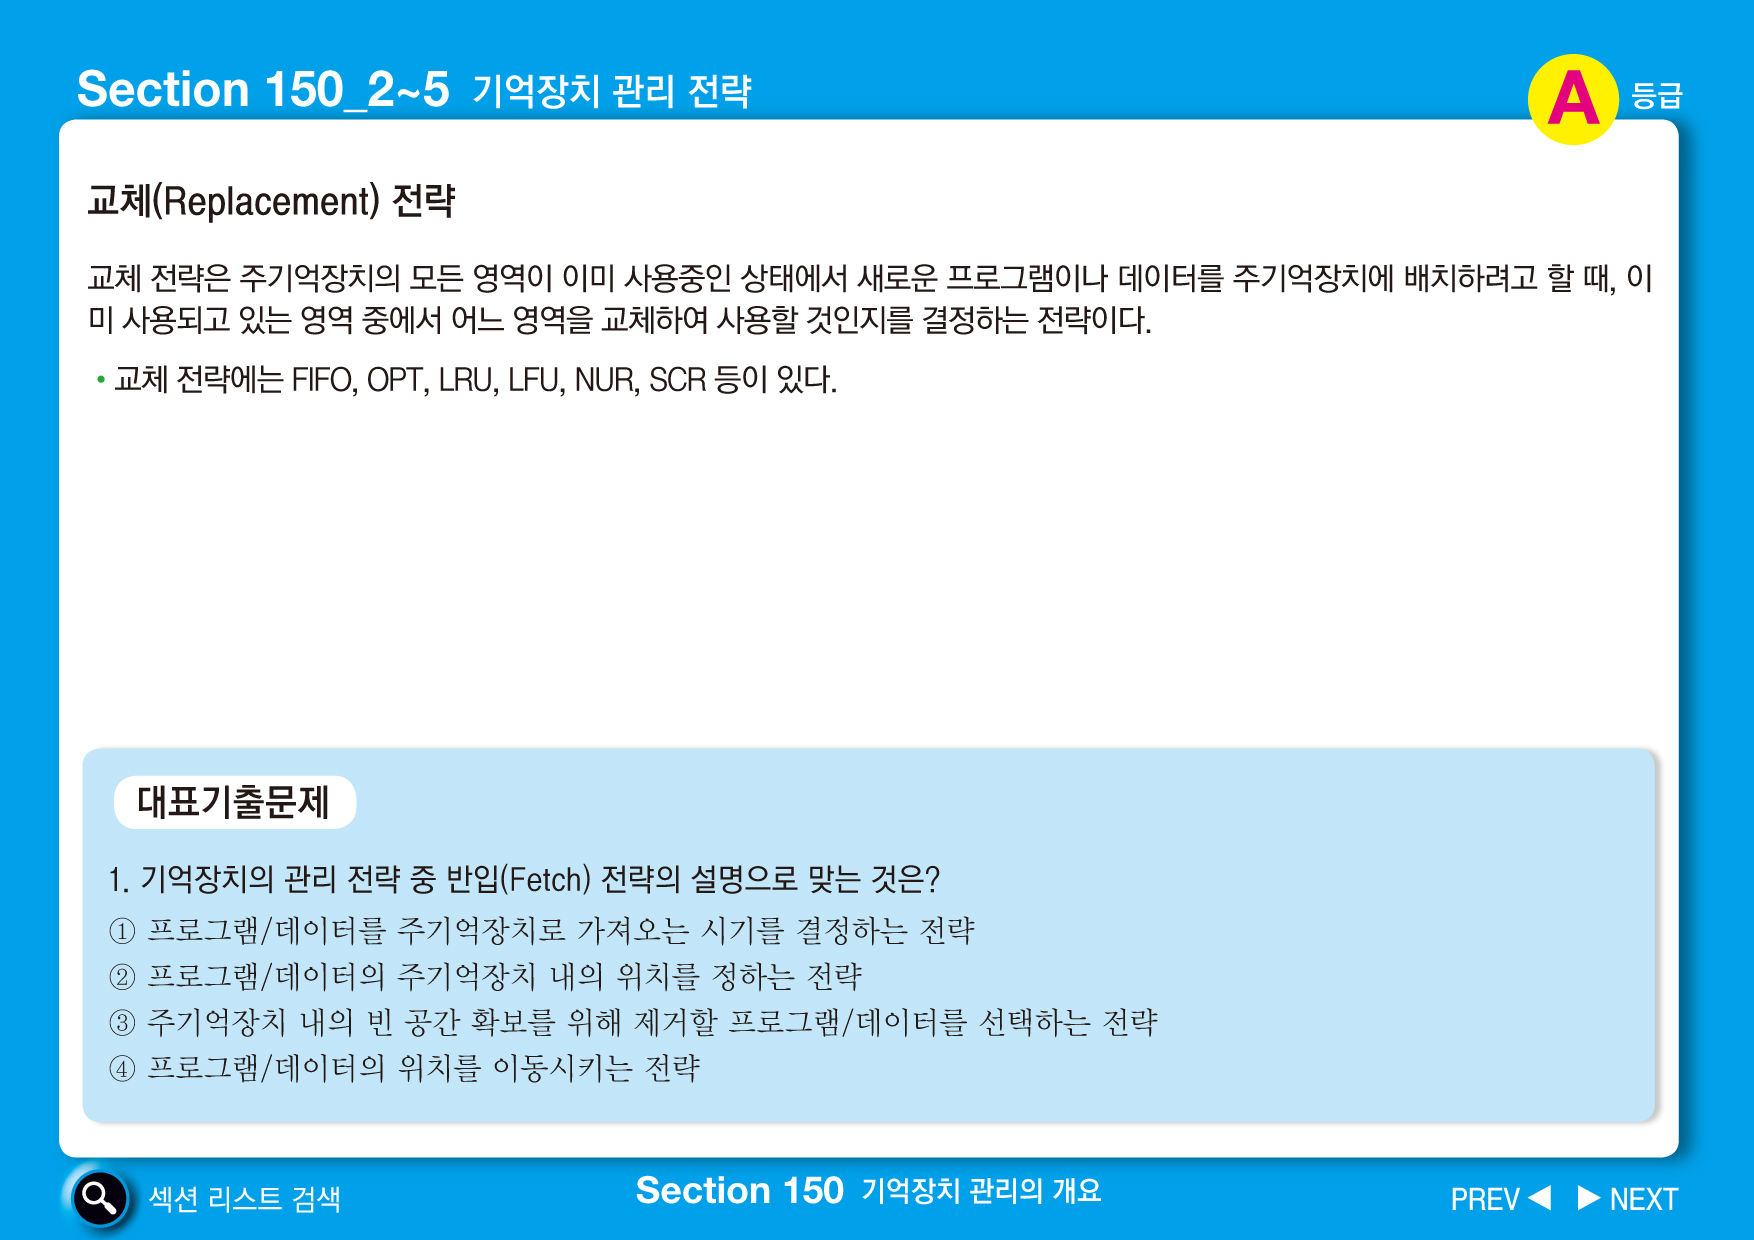 Section 150_2~5 기억장치 관리 전략
A 등급
교체(Replacement) 전략
교체 전략은 주기억장치의 모든 영역이 이미 사용중인 상태에서 새로운 프로그램이나 데이터를 주기억장치에 배치하려고 할 때, 이
미 사용되고 있는 영역 중에서 어느 영역을 교체하여 사용할 것인지를 결정하는 전략이다.
• 교체 전략에는 FIFO, OPT, LRU, LFU, NUR, SCR 등이 있다.
대표기출문제
1. 기억장치의 관리 전략 중 반입(Fetch) 전략의 설명으로 맞는 것은?
① 프로그램/데이터를 주기억장치로 가져오는 시기를 결정하는 전략
② 프로그램/데이터의 주기억장치 내의 위치를 정하는 전략
③ 주기억장치 내의 빈 공간 확보를 위해 제거할 프로그램/데이터를 선택하는 전략
④ 프로그램/데이터의 위치를 이동시키는 전략
섹션 리스트 검색
Section 150 기억장치 관리의 개요
PREV◀ ▶NEXT